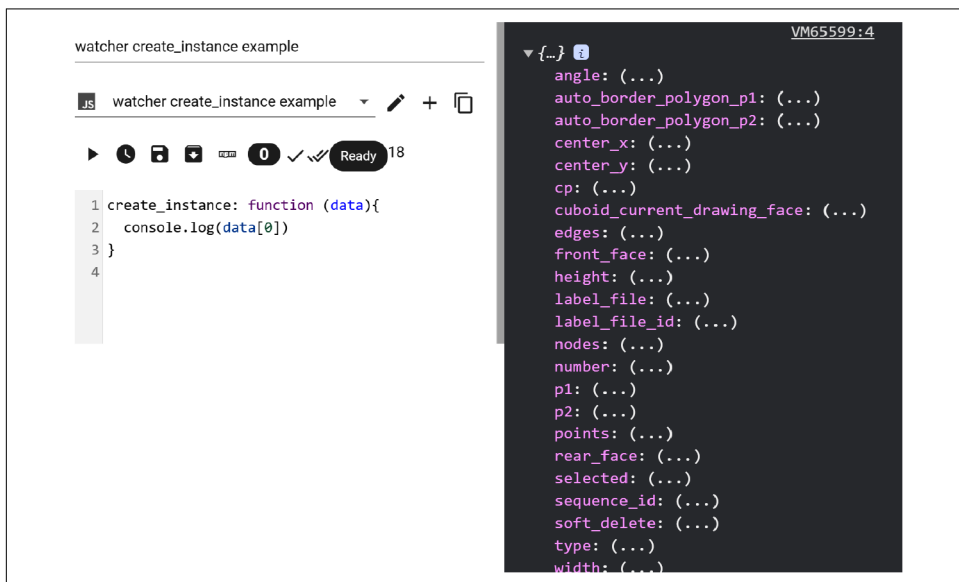 watcher create_instance example
JS watcher create_instance example
0 Ready 18
1 create_instance: function (data){
2 console.log(data[0])
3 }
4
VM65599:4
▼{…} i
angle: (...)
auto_border_polygon_p1: (...)
auto_border_polygon_p2: (...)
center_x: (...)
center_y: (...)
cp: (...)
cuboid_current_drawing_face: (...)
edges: (...)
front_face: (...)
height: (...)
label_file: (...)
label_file_id: (...)
nodes: (...)
number: (...)
p1: (...)
p2: (...)
points: (...)
rear_face: (...)
selected: (...)
sequence_id: (...)
soft_delete: (...)
type: (...)
width: (...)